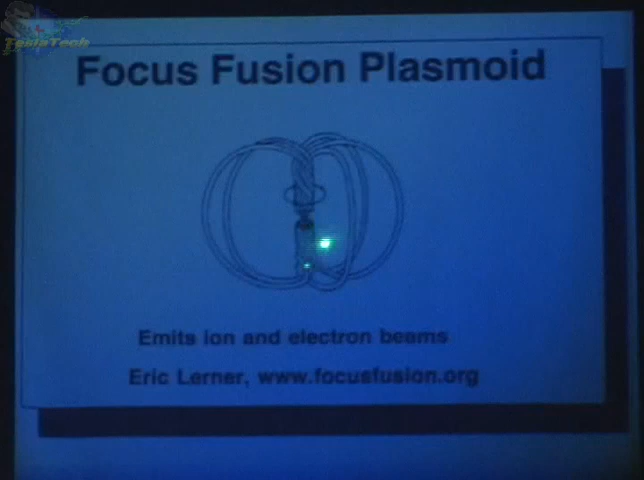 TeslaTech
Focus Fusion Plasmoid
Emits ion and electron beams
Eric Lerner, www.focusfusion.org